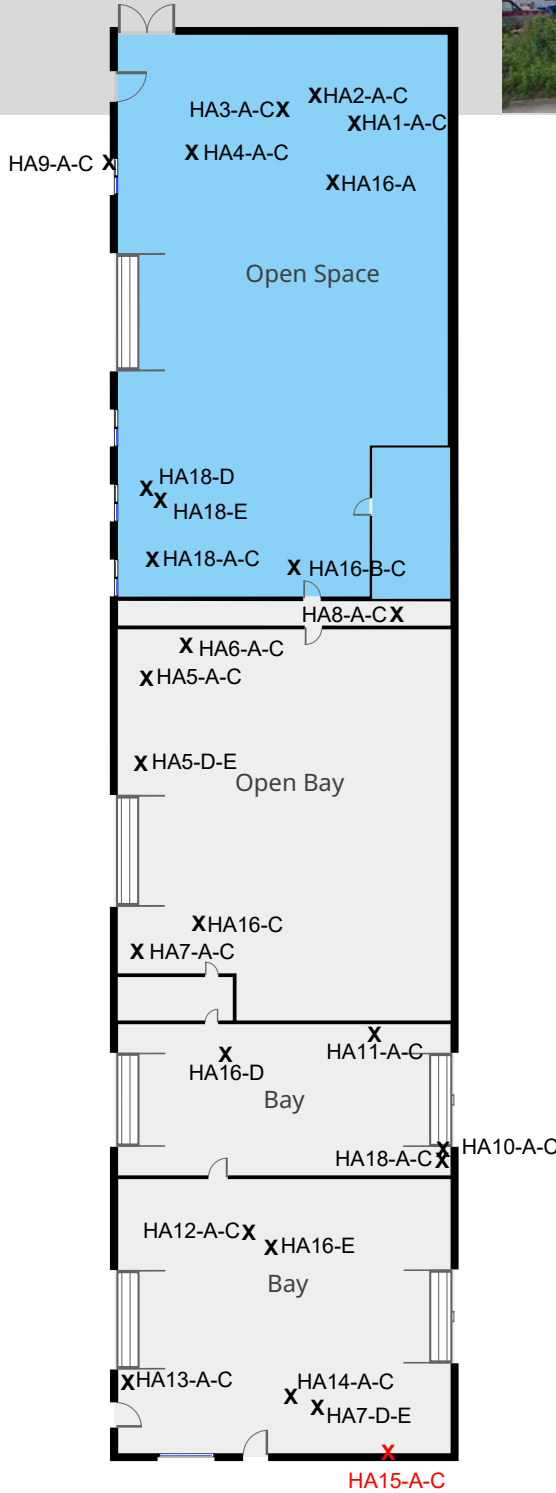 HA2-A-C
HA3-A-C
HA1-A-C
HA4-A-C
HA9-A-C
HA16-A
Open Space
HA18-D
HA18-E
HA18-A-C
HA16-B-C
HA8-A-C
HA6-A-C
HA5-A-C
HA5-D-E
Open Bay
HA16-C
HA7-A-C
HA11-A-C
HA16-D
Bay
HA10-A-C
HA18-A-C
HA12-A-C
HA16-E
Bay
HA13-A-C
HA14-A-C
HA7-D-E
HA15-A-C